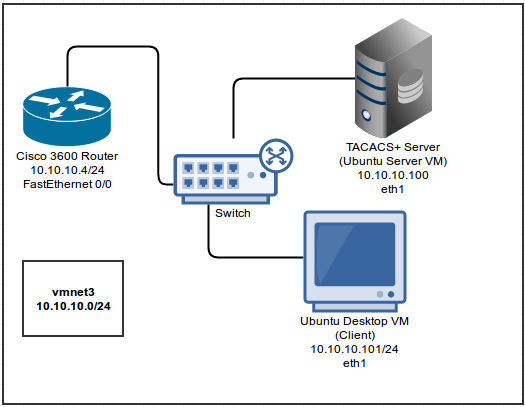 TACACS+ Server
(Ubuntu Server VM)
10.10.10.100
eth1
Cisco 3600 Router
10.10.10.4/24
FastEthernet 0/0
Switch
vmnet3
10.10.10.0/24
Ubuntu Desktop VM
(Client)
10.10.10.101/24
eth1